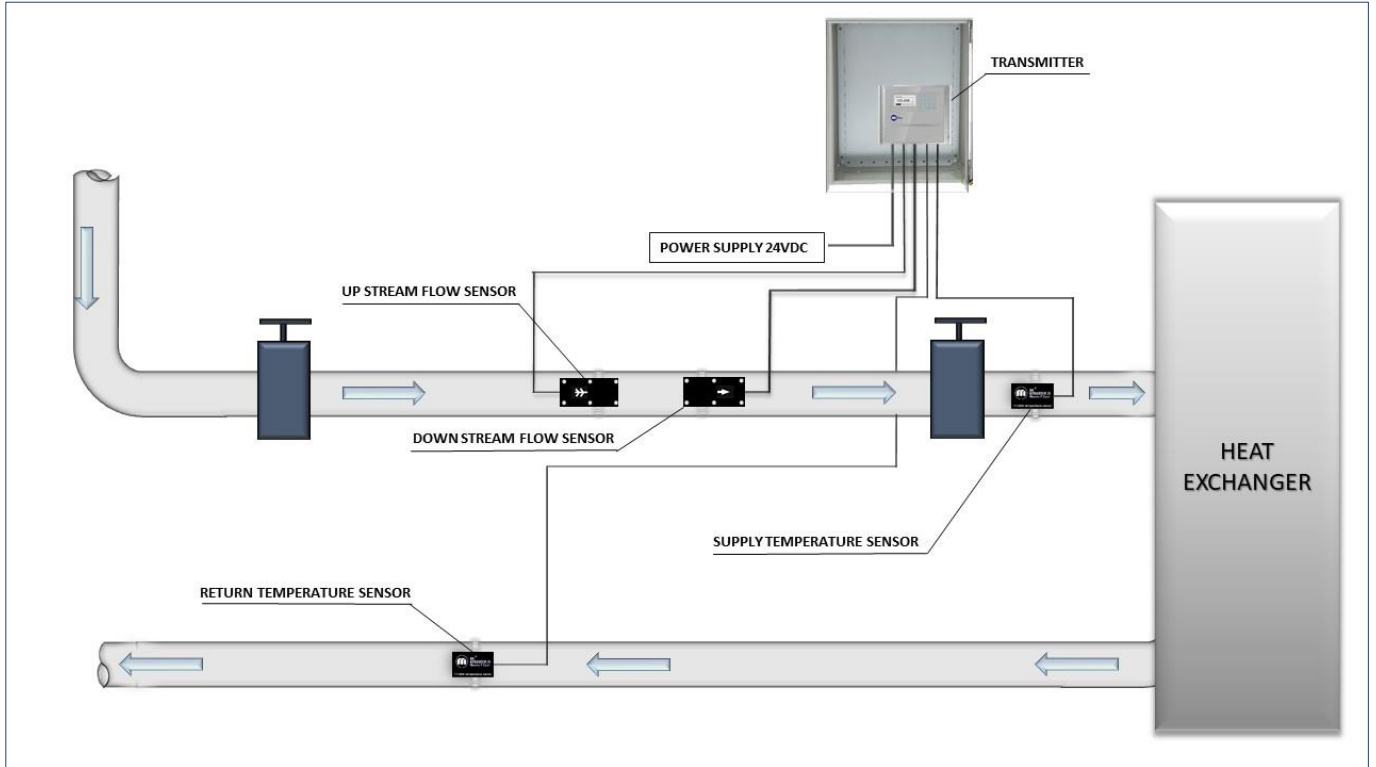 TRANSMITTER
POWER SUPPLY 24VDC
UP STREAM FLOW SENSOR
DOWN STREAM FLOW SENSOR
HEAT
EXCHANGER
SUPPLY TEMPERATURE SENSOR
RETURN TEMPERATURE SENSOR